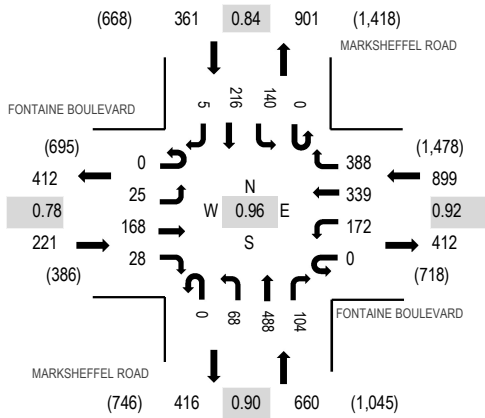 (668) 361 0.84 901 (1,418)
MARKSHEFFEL ROAD
5 216 140 0
FONTAINE BOULEVARD
(695)
412
0.78
221
(386)
0
25
168
28
N
W 0.96 E
S
388
339
172
0
(1,478)
899
0.92
412
(718)
0 68 488 104
FONTAINE BOULEVARD
MARKSHEFFEL ROAD
(746) 416 0.90 660 (1,045)